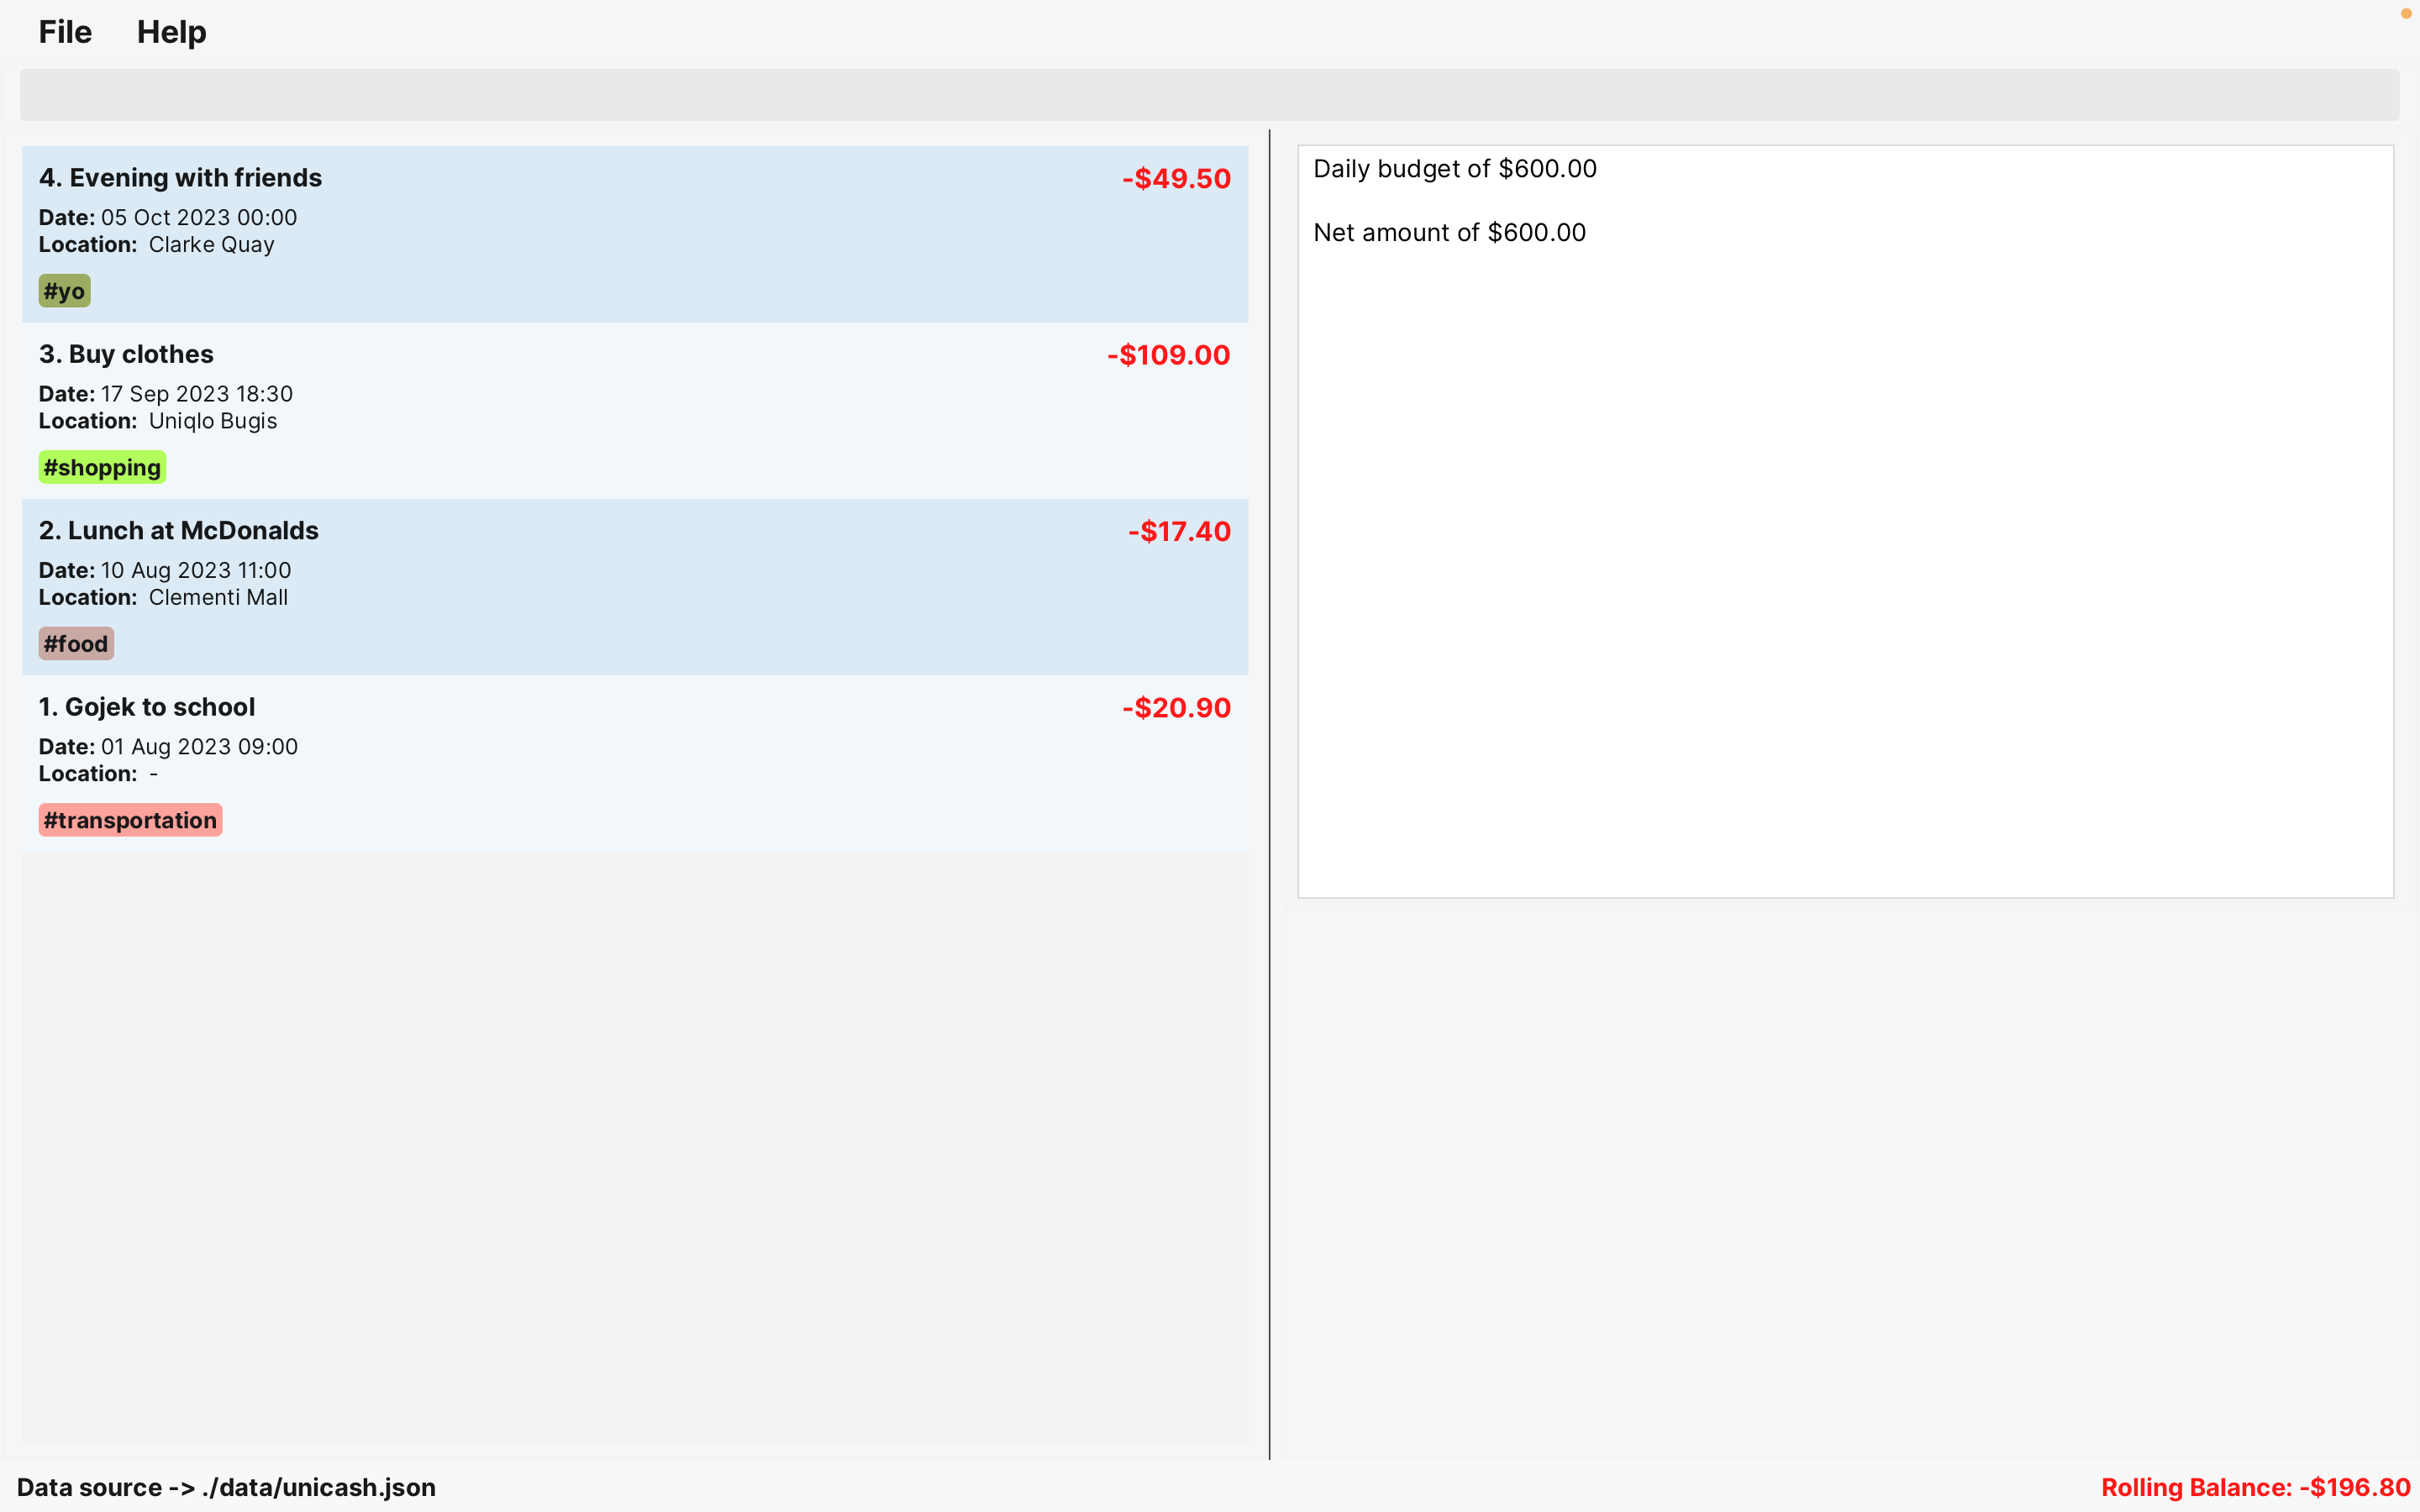 File Help
4. Evening with friends -$49.50
Date: 05 Oct 2023 00:00
Location: Clarke Quay
#yo
3. Buy clothes -$109.00
Date: 17 Sep 2023 18:30
Location: Uniqlo Bugis
#shopping
2. Lunch at McDonalds -$17.40
Date: 10 Aug 2023 11:00
Location: Clementi Mall
#food
1. Gojek to school -$20.90
Date: 01 Aug 2023 09:00
Location: -
#transportation
Daily budget of $600.00
Net amount of $600.00
Data source -> ./data/unicash.json
Rolling Balance: -$196.80